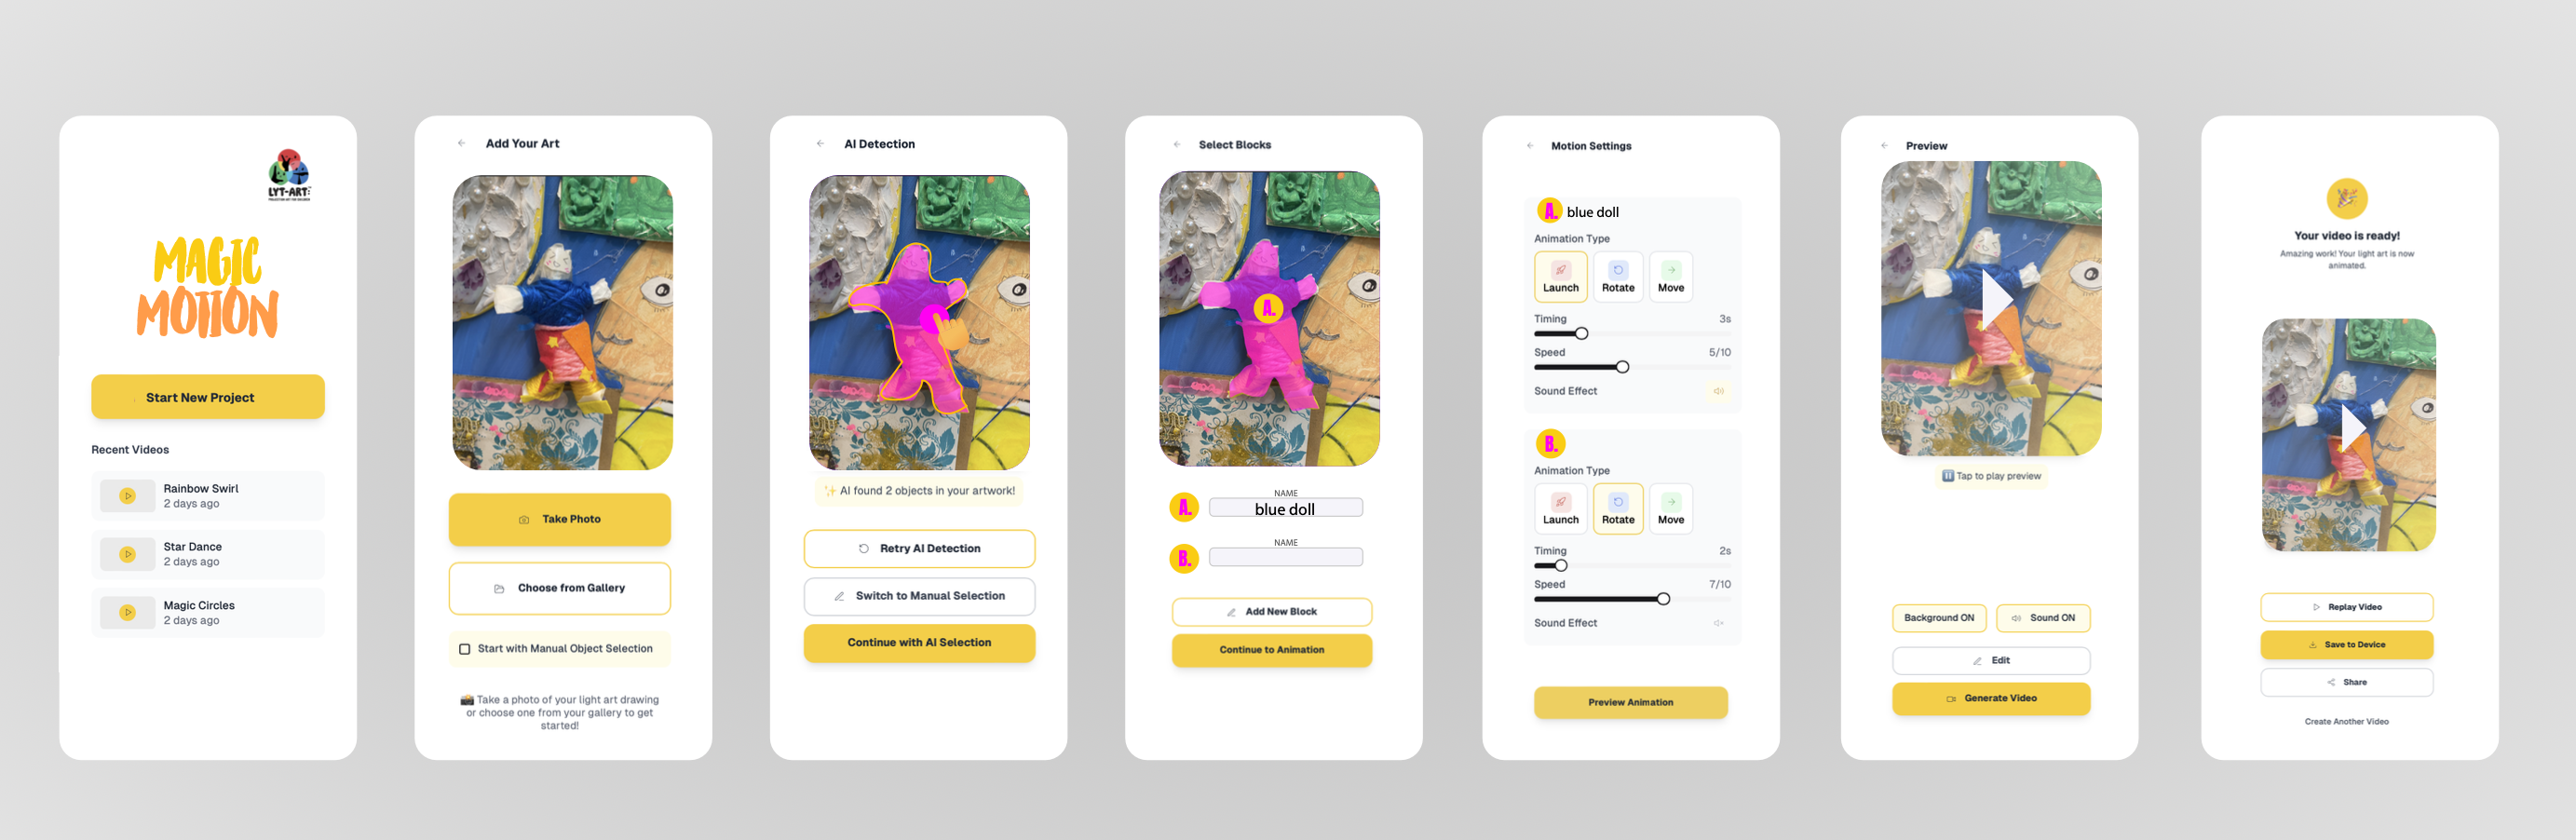 LYT-ART
PROJECTION ART FOR CHILDREN
MAGIC
MOTION
Start New Project
Recent Videos
Rainbow Swirl
2 days ago
Star Dance
2 days ago
Magic Circles
2 days ago
Add Your Art
Take Photo
Choose from Gallery
Start with Manual Object Selection
📸 Take a photo of your light art drawing
or choose one from your gallery to get
started!
AI Detection
✨ AI found 2 objects in your artwork!
Retry AI Detection
Switch to Manual Selection
Continue with AI Selection
Select Blocks
A.
NAME
A. blue doll
NAME
B.
Add New Block
Continue to Animation
Motion Settings
A. blue doll
Animation Type
Launch Rotate Move
Timing 3s
Speed 5/10
Sound Effect
B.
Animation Type
Launch Rotate Move
Timing 2s
Speed 7/10
Sound Effect
Preview Animation
Preview
⏸️ Tap to play preview
Background ON Sound ON
Edit
Generate Video
Your video is ready!
Amazing work! Your light art is now
animated.
Replay Video
Save to Device
Share
Create Another Video